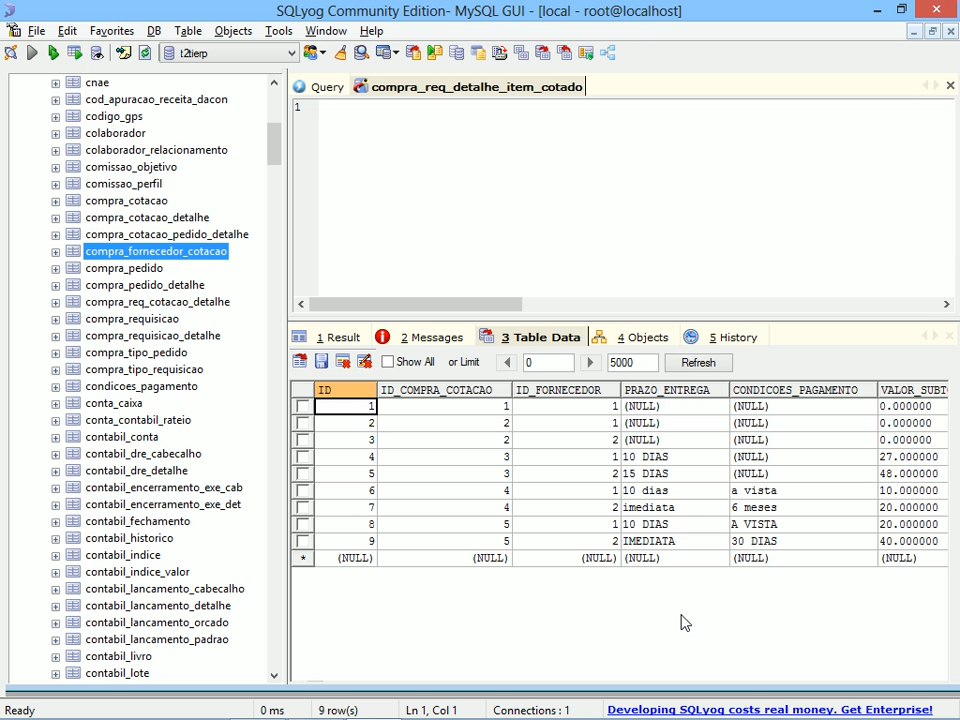 SQLyog Community Edition- MySQL GUI - [local - root@localhost]
File Edit Favorites DB Table Objects Tools Window Help
t2tierp
cnae
cod_apuracao_receita_dacon
codigo_gps
colaborador
colaborador_relacionamento
comissao_objetivo
comissao_perfil
compra_cotacao
compra_cotacao_detalhe
compra_cotacao_pedido_detalhe
compra_fornecedor_cotacao
compra_pedido
compra_pedido_detalhe
compra_req_cotacao_detalhe
compra_requisicao
compra_requisicao_detalhe
compra_tipo_pedido
compra_tipo_requisicao
condicoes_pagamento
conta_caixa
conta_contabil_rateio
contabil_conta
contabil_dre_cabecalho
contabil_dre_detalhe
contabil_encerramento_exe_cab
contabil_encerramento_exe_det
contabil_fechamento
contabil_historico
contabil_indice
contabil_indice_valor
contabil_lancamento_cabecalho
contabil_lancamento_detalhe
contabil_lancamento_orcado
contabil_lancamento_padrao
contabil_livro
contabil_lote
Query compra_req_detalhe_item_cotado
1
1 Result 2 Messages 3 Table Data 4 Objects 5 History
Show All or Limit 0 5000 Refresh
ID ID_COMPRA_COTACAO ID_FORNECEDOR PRAZO_ENTREGA CONDICOES_PAGAMENTO VALOR_SUBT
1 1 1 (NULL) (NULL) 0.000000
2 2 1 (NULL) (NULL) 0.000000
3 2 2 (NULL) (NULL) 0.000000
4 3 1 10 DIAS (NULL) 27.000000
5 3 2 15 DIAS (NULL) 48.000000
6 4 1 10 dias a vista 10.000000
7 4 2 imediata 6 meses 20.000000
8 5 1 10 DIAS A VISTA 20.000000
9 5 2 IMEDIATA 30 DIAS 40.000000
* (NULL) (NULL) (NULL) (NULL) (NULL) (NULL)
Ready 0 ms 9 row(s) Ln 1, Col 1 Connections : 1 Developing SQLyog costs real money. Get Enterprise!